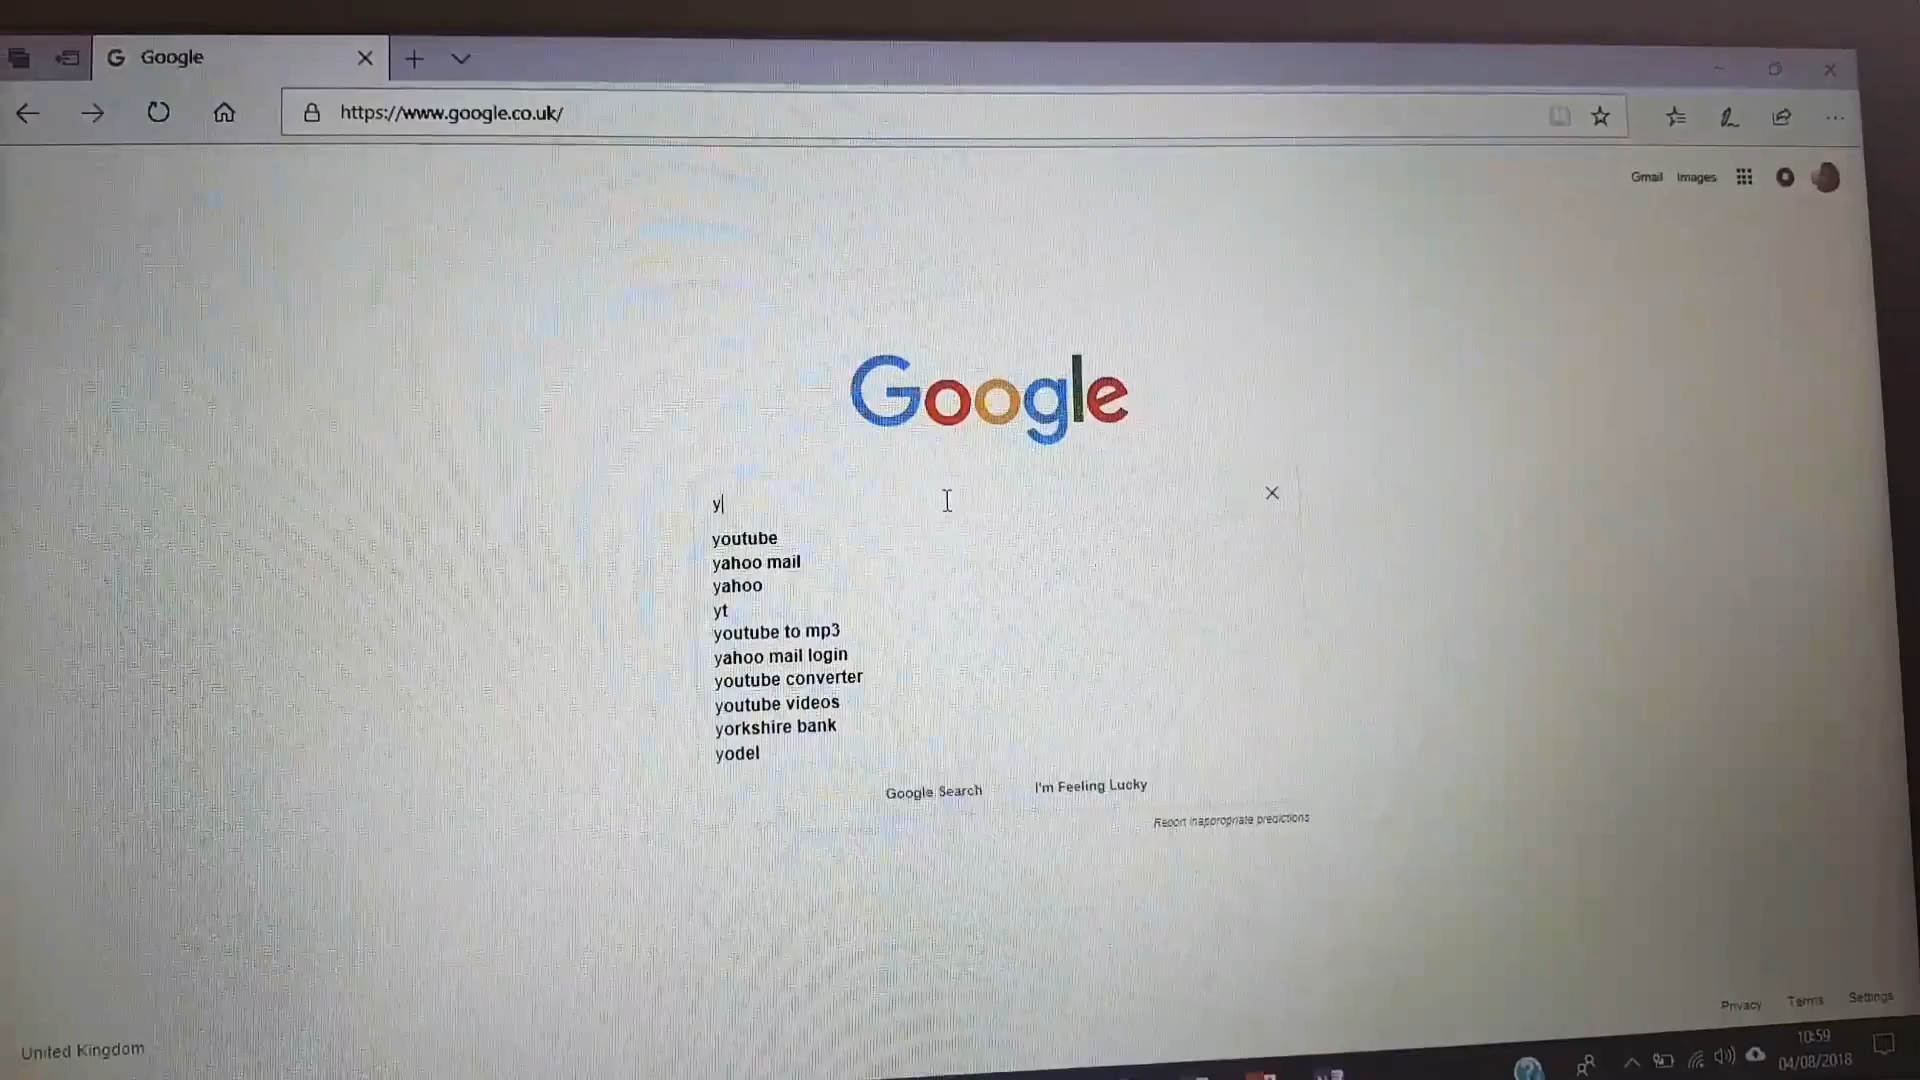 Google
https://www.google.co.uk/
Gmail Images
Google
y
youtube
yahoo mail
yahoo
yt
youtube to mp3
yahoo mail login
youtube converter
youtube videos
yorkshire bank
yodel
Google Search I'm Feeling Lucky
Report inappropriate predictions
Privacy Terms Settings
United Kingdom
10:59
04/08/2018